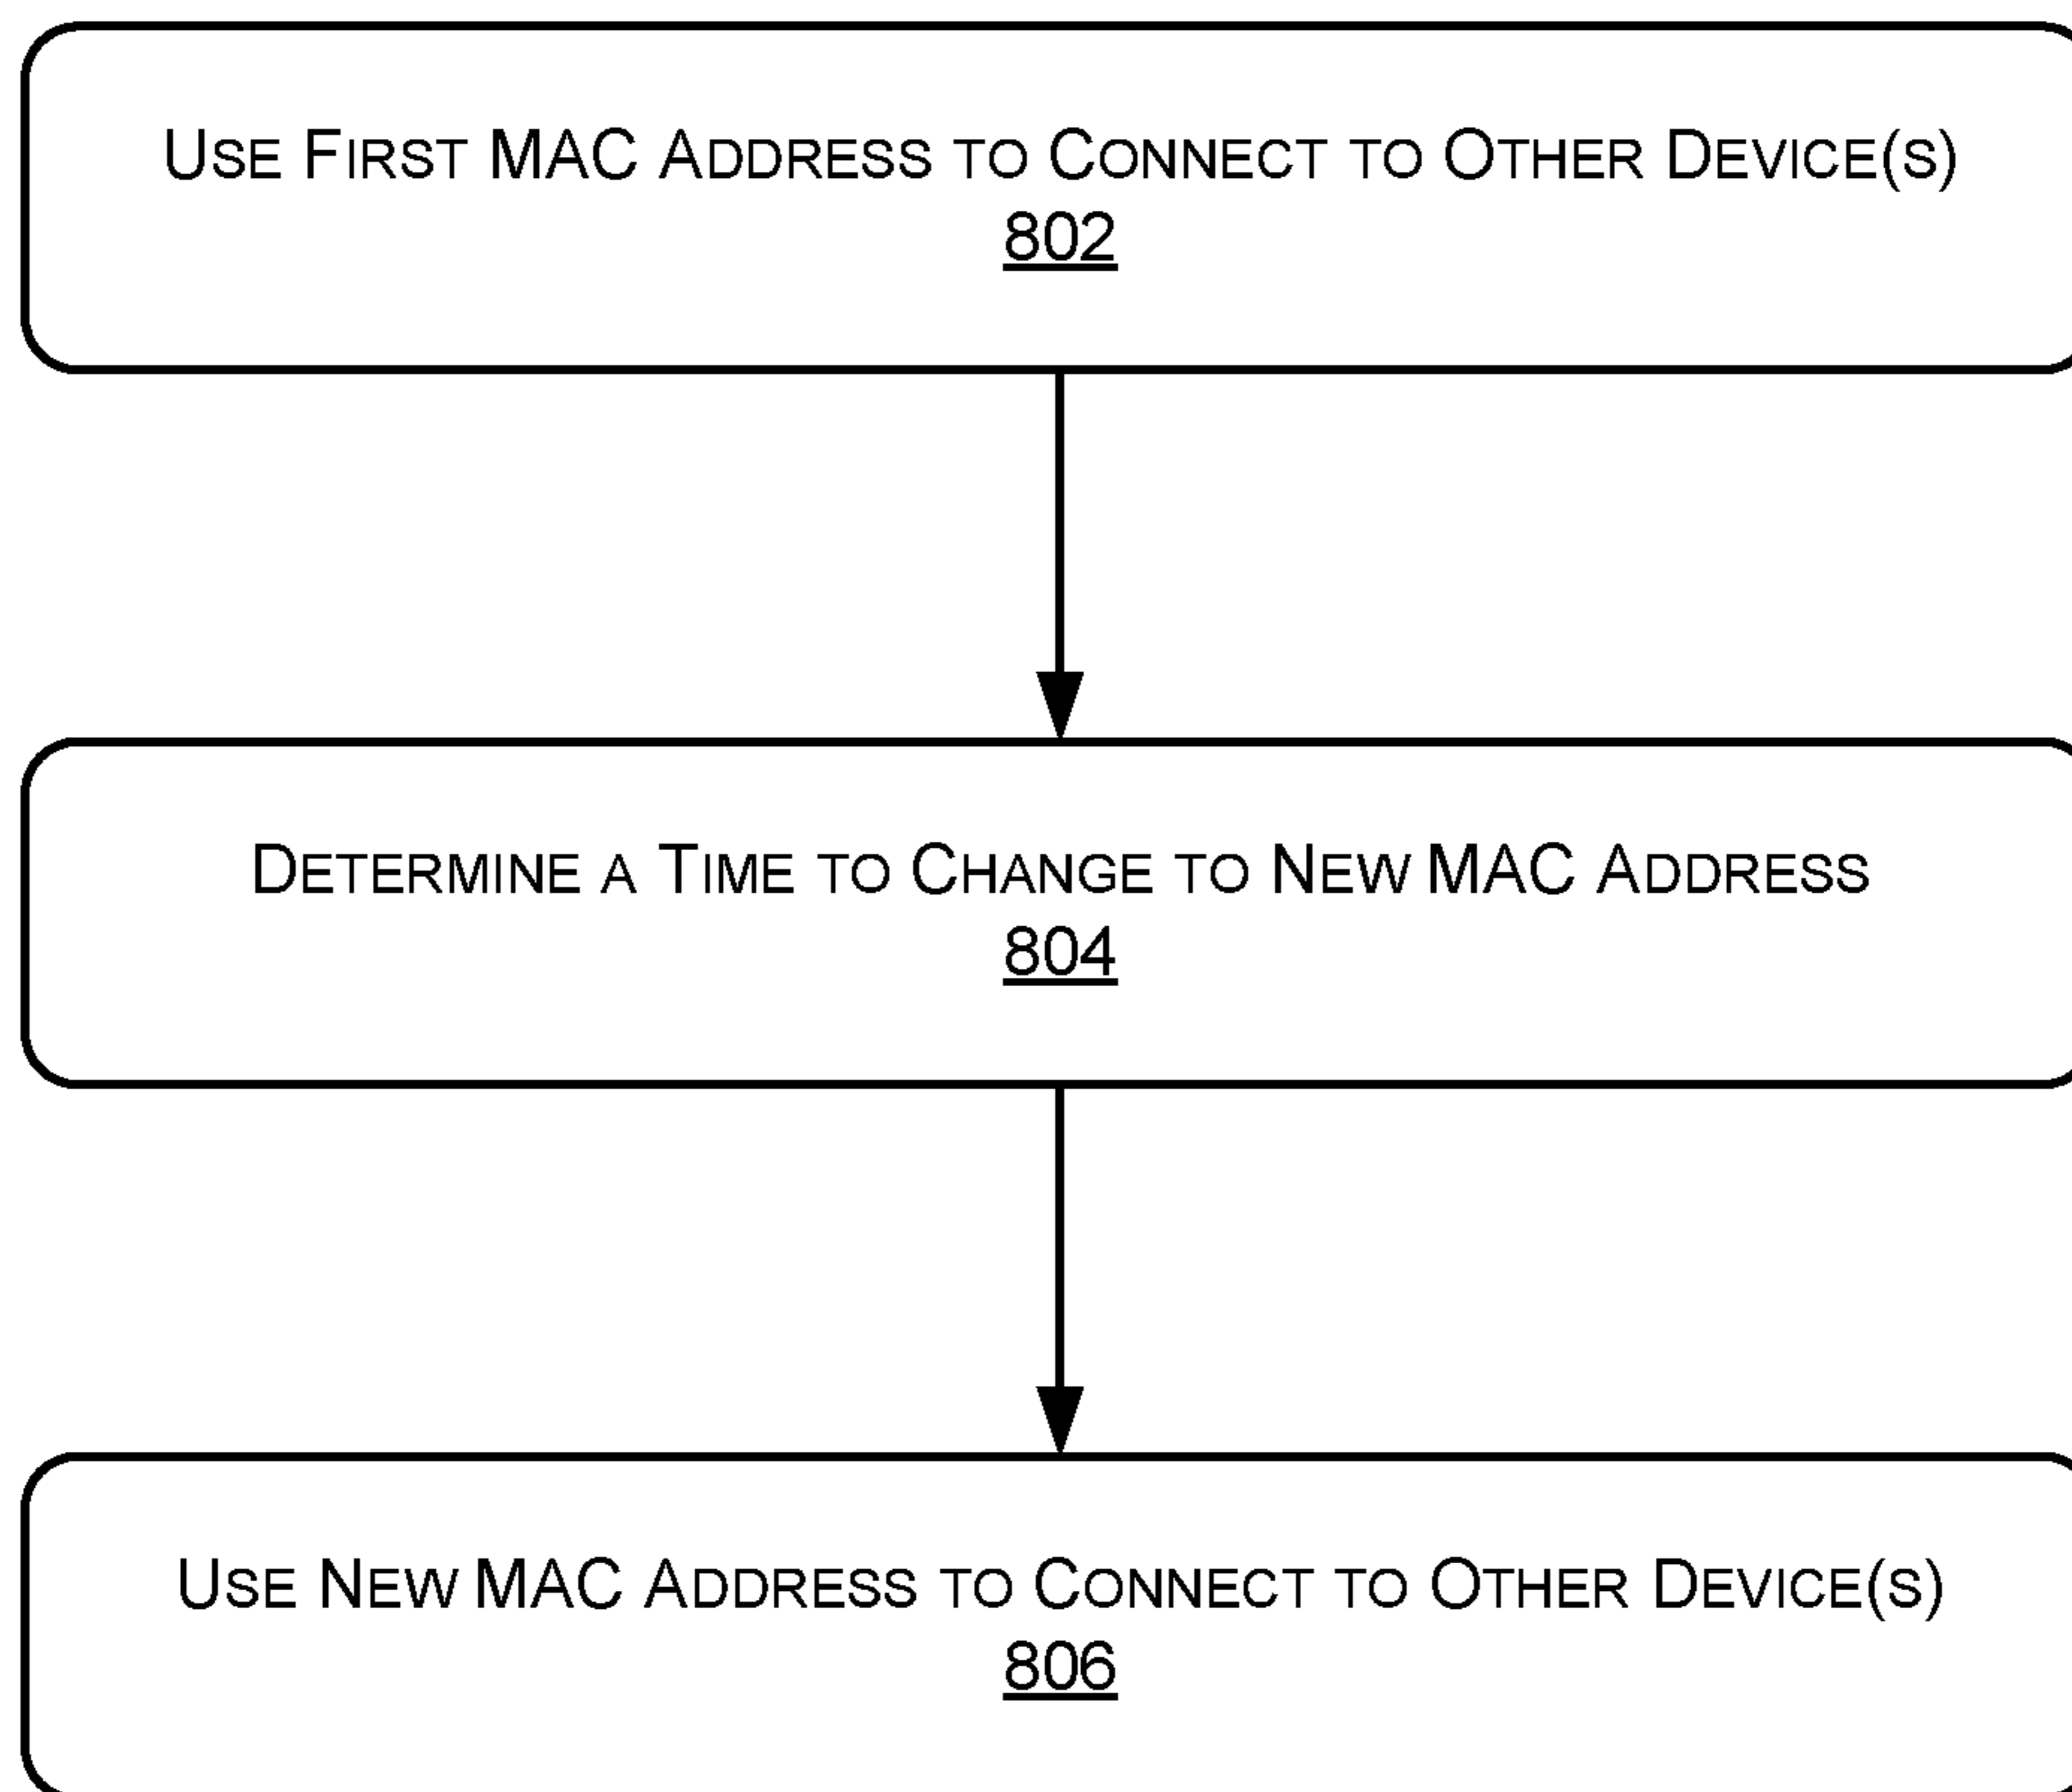 Use First MAC Address to Connect to Other Device(s)
802
Determine a Time to Change to New MAC Address
804
Use New MAC Address to Connect to Other Device(s)
806